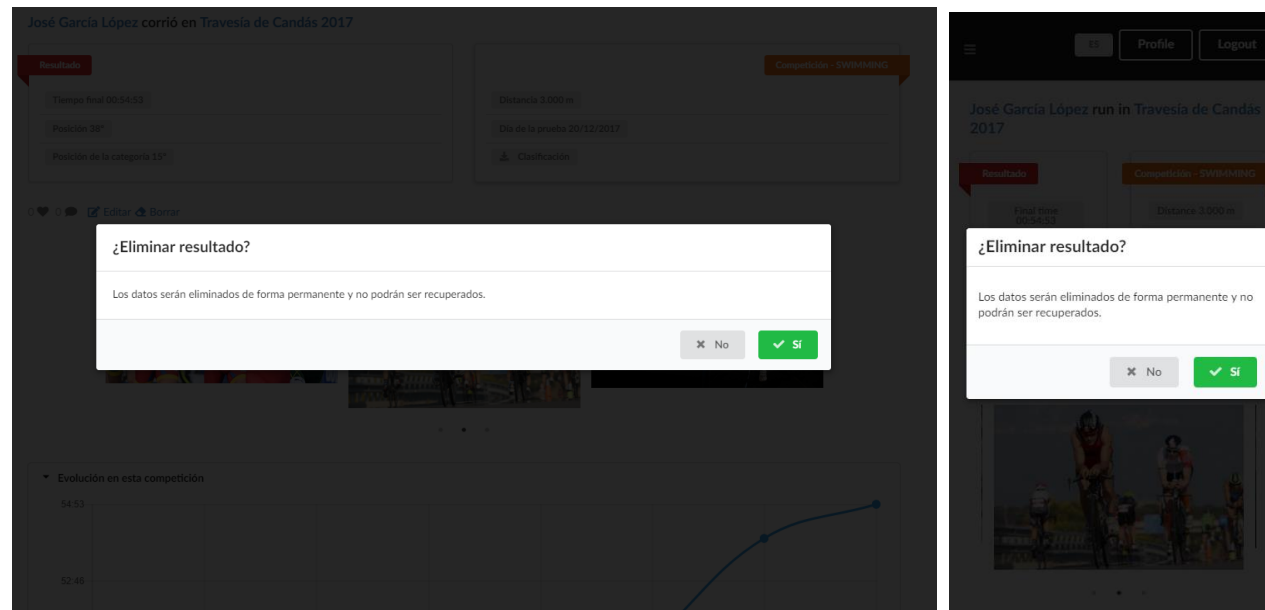 José García López corrió en Travesía de Candás 2017
Resultado
Competición - SWIMMING
Tiempo final 00:54:53
Distancia 3.000 m
Posición 38º
Día de la prueba 20/12/2017
Posición de la categoría 15º
Clasificación
0 0 Editar Borrar
¿Eliminar resultado?
Los datos serán eliminados de forma permanente y no podrán ser recuperados.
No Sí
Evolución en esta competición
54:53
52:48
ES Profile Logout
José García López run in Travesía de Candás
2017
Resultado
Competición - SWIMMING
Final time
00:54:53
Distance 3.000 m
¿Eliminar resultado?
Los datos serán eliminados de forma permanente y no
podrán ser recuperados.
No Sí